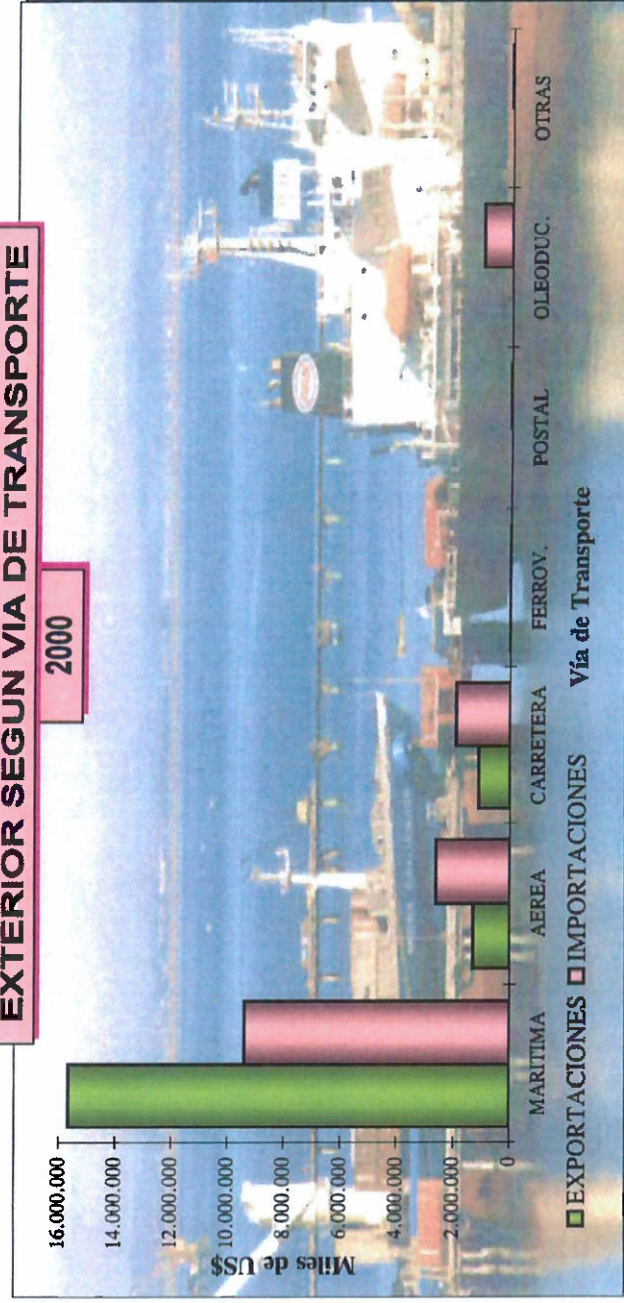 EXTERIOR SEGUN VIA DE TRANSPORTE
2000
Miles de US$
16.000.000
14.000.000
12.000.000
10.000.000
8.000.000
6.000.000
4.000.000
2.000.000
0
MARITIMA
AEREA
CARRETERA
FERROV.
POSTAL
OLEODUC.
OTRAS
Vía de Transporte
EXPORTACIONES
IMPORTACIONES